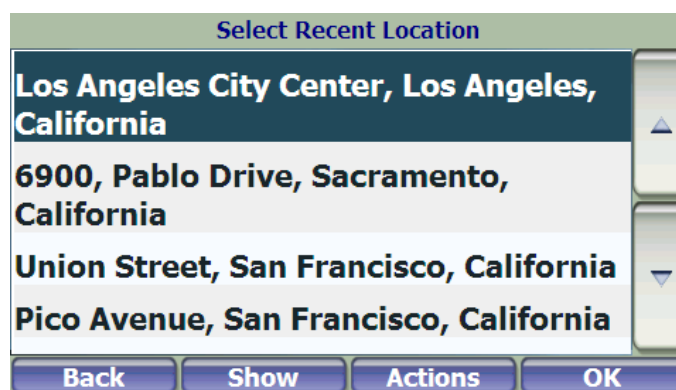 Select Recent Location
Los Angeles City Center, Los Angeles,
California
6900, Pablo Drive, Sacramento,
California
Union Street, San Francisco, California
Pico Avenue, San Francisco, California
Back Show Actions OK